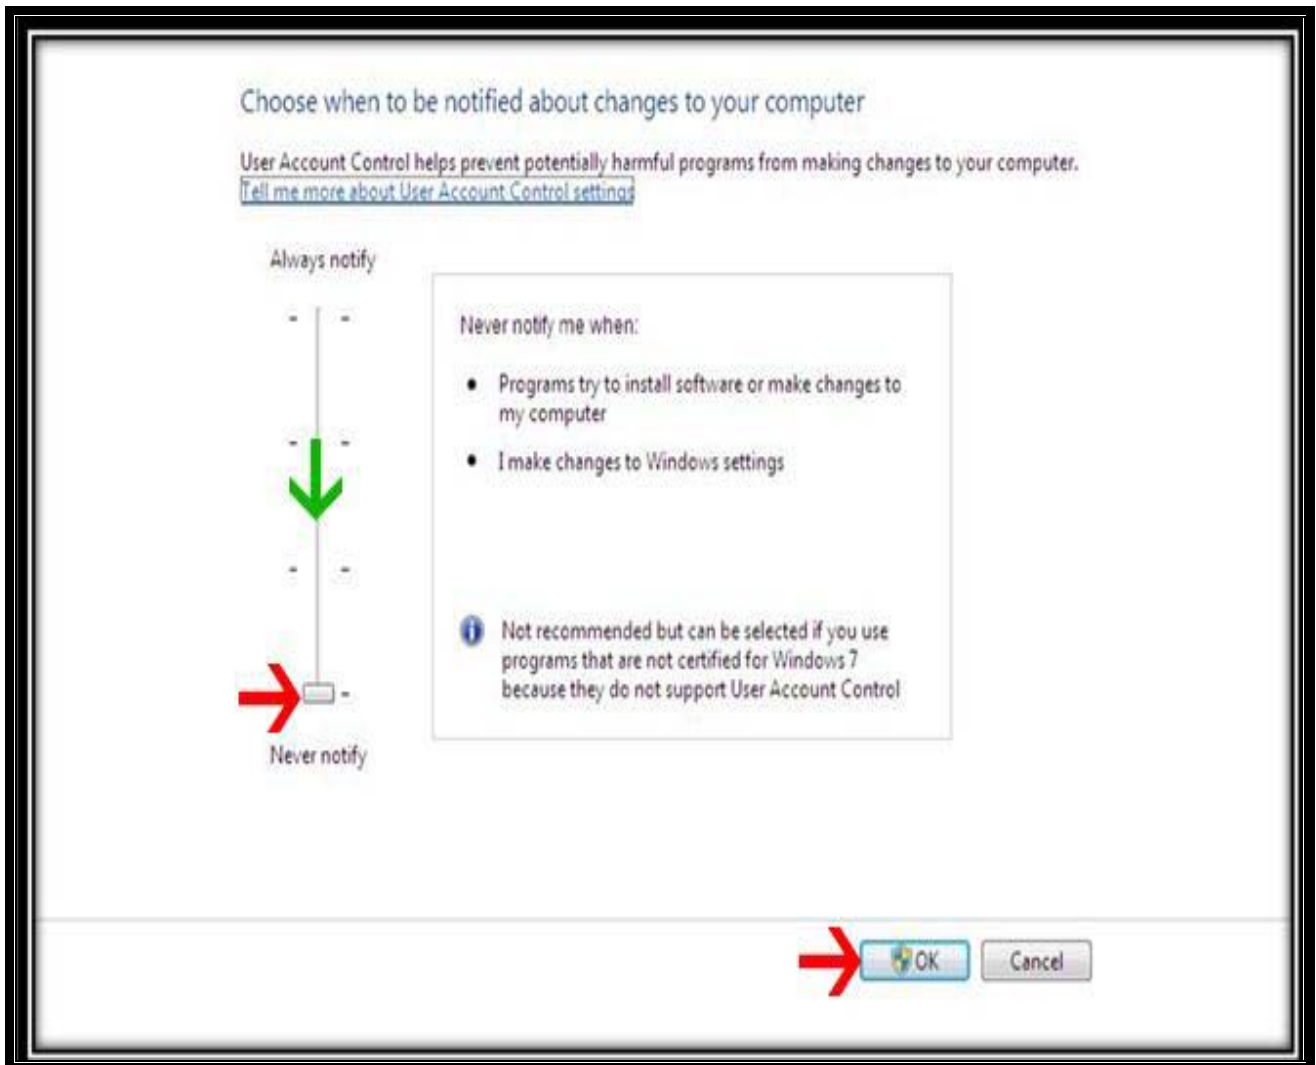 Choose when to be notified about changes to your computer
User Account Control helps prevent potentially harmful programs from making changes to your computer.
Tell me more about User Account Control settings
Always notify
Never notify me when:
• Programs try to install software or make changes to
my computer
• I make changes to Windows settings
Not recommended but can be selected if you use
programs that are not certified for Windows 7
because they do not support User Account Control
Never notify
OK
Cancel